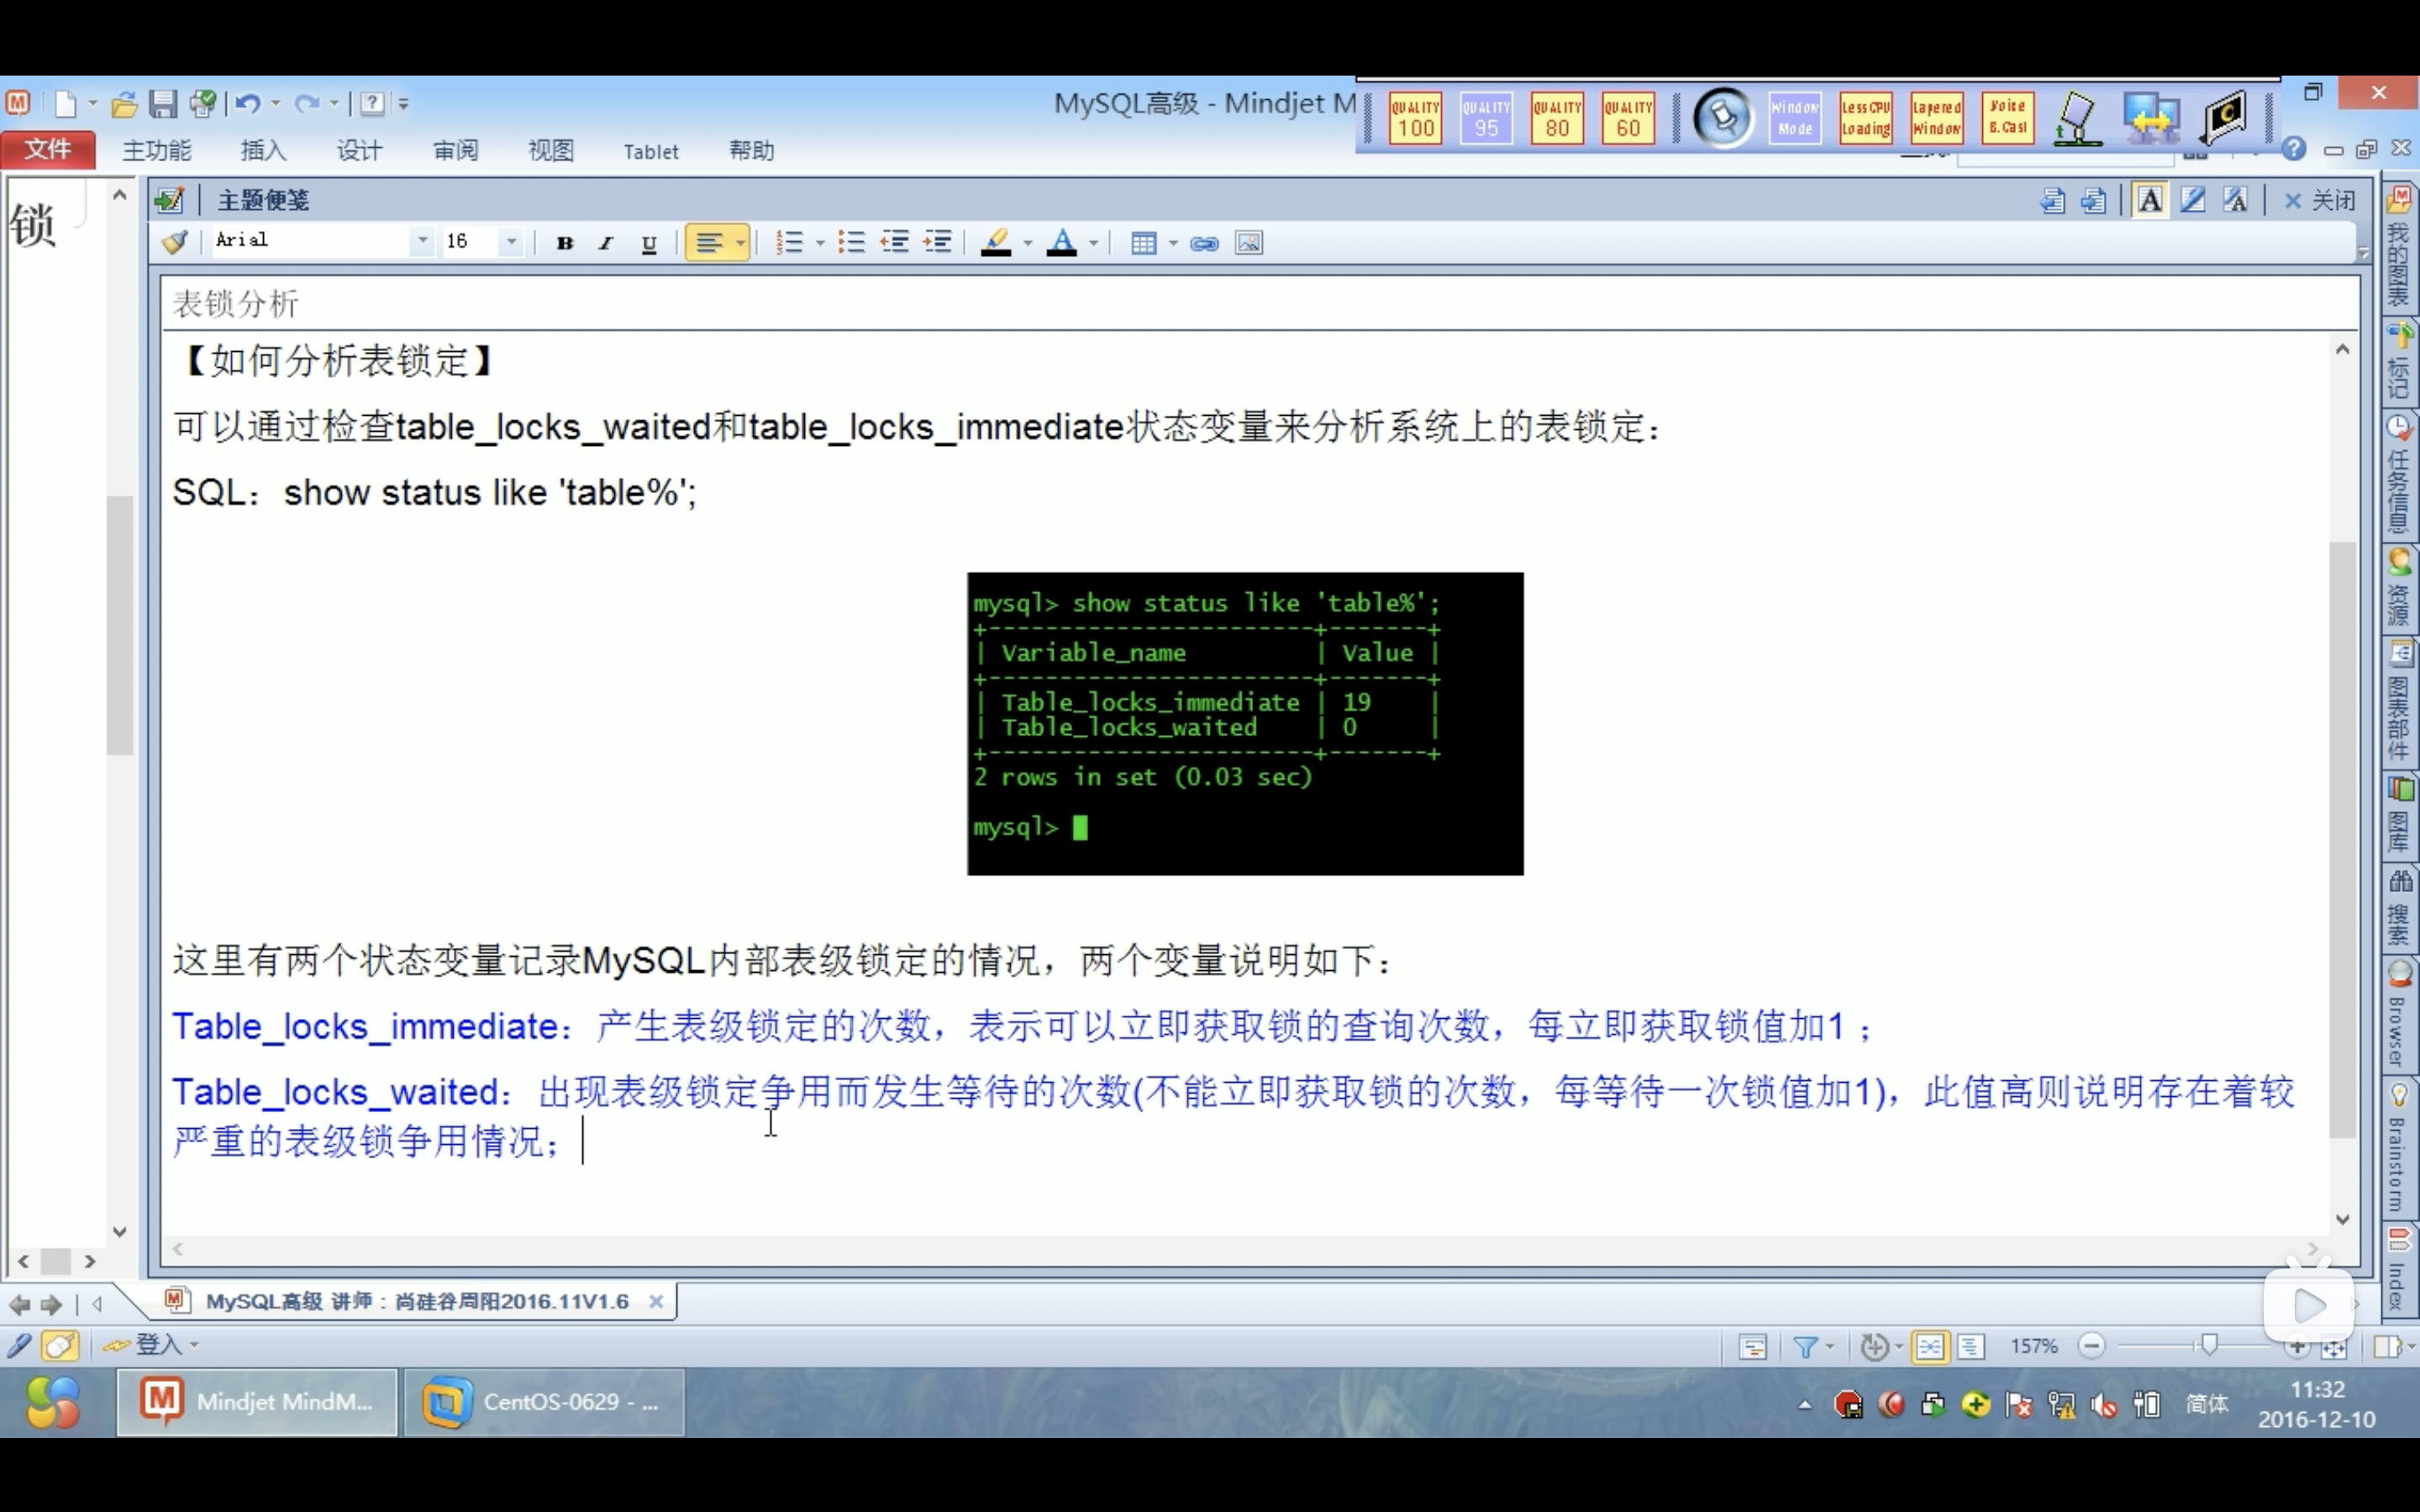 MySQL高级 - Mindjet M
QUALITY 100
QUALITY 95
QUALITY 80
QUALITY 60
Window Mode
Less CPU Loading
Layered Window
文件 主功能 插入 设计 审阅 视图 Tablet 帮助
锁
主题便笺
关闭
Arial 16 B I U
表锁分析
【如何分析表锁定】
可以通过检查table_locks_waited和table_locks_immediate状态变量来分析系统上的表锁定：
SQL：show status like 'table%';
mysql> show status like 'table%';
+------------------------+-------+
| Variable_name | Value |
+------------------------+-------+
| Table_locks_immediate | 19 |
| Table_locks_waited | 0 |
+------------------------+-------+
2 rows in set (0.03 sec)
mysql>
这里有两个状态变量记录MySQL内部表级锁定的情况，两个变量说明如下：
Table_locks_immediate：产生表级锁定的次数，表示可以立即获取锁的查询次数，每立即获取锁值加1 ；
Table_locks_waited：出现表级锁定争用而发生等待的次数(不能立即获取锁的次数，每等待一次锁值加1)，此值高则说明存在着较
严重的表级锁争用情况；
我的图表
标记
任务信息
资源
图表部件
图库
搜索
Browser
Brainstorm
Index
MySQL高级 讲师：尚硅谷周阳2016.11V1.6
登入
157%
Mindjet MindM...
CentOS-0629 - ...
简体
11:32
2016-12-10